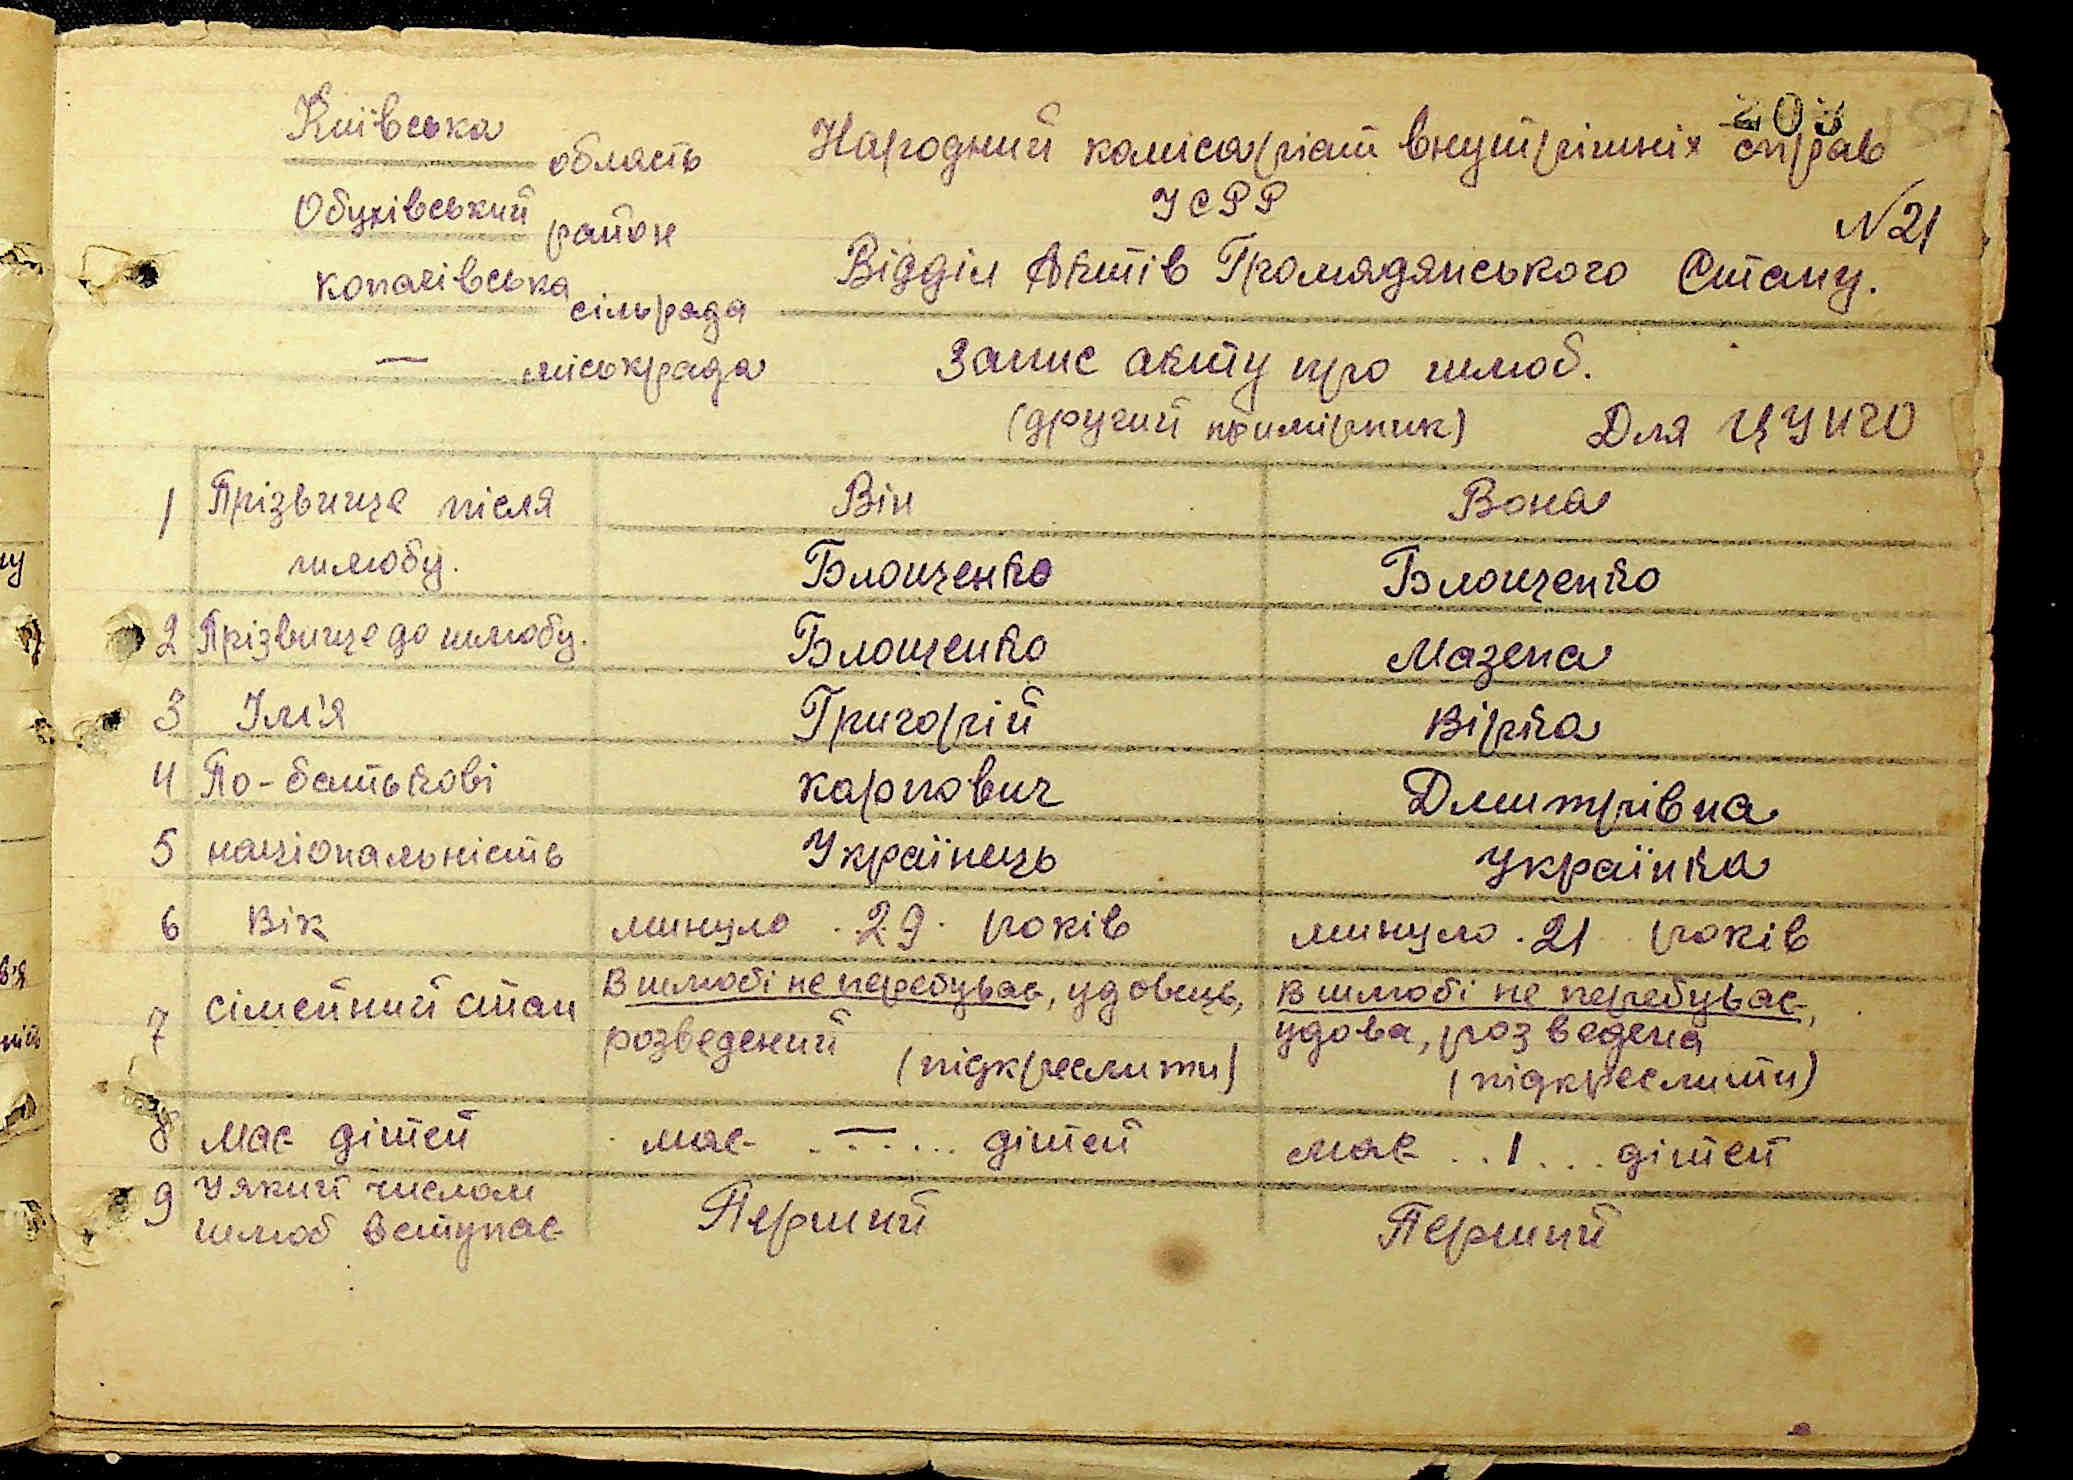 203
Київська область
Обухівський район
Копачівська сільрада
— міськрада
Народний комісаріат внутрішніх справ
УСРР
N 21
Відділ Актів Громадянського Стану.
Запис акту про шлюб.
(другий примірник) Для ЦУНГО
1 Прізвище після шлюбу.
Він Вона
Блощенко Блощенко
2 Прізвище до шлюбу. Блощенко Мазепа
3 Ім'я Григорій Вірка
4 По-батькові Карпович Дмитрівна
5 національність Українець Українка
6 Вік минуло . 29 . років минуло . 21 років
7 сімейний стан В шлюбі не перебуває, удовець, В шлюбі не перебуває,
розведений удова, розведена
(підкреслити) (підкреслити)
8 Має дітей має . — . . . дітей має . . 1 . . . дітей
9 У який числом Перший Перший
шлюб вступає